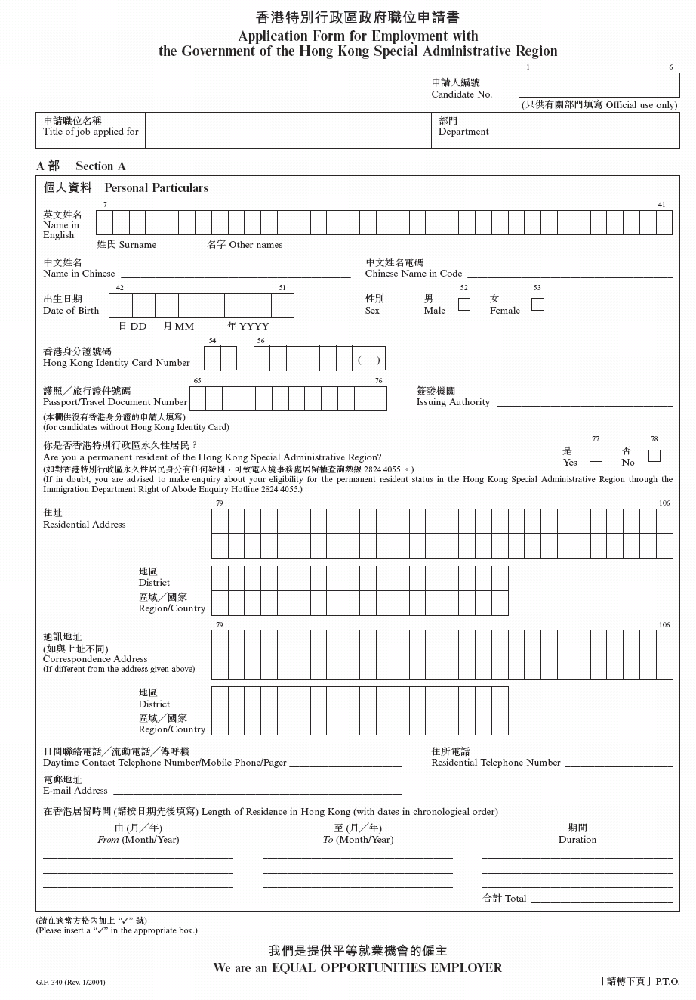 香港特別行政區政府職位申請書
Application Form for Employment with
the Government of the Hong Kong Special Administrative Region
1 6
申請人編號
Candidate No.
(只供有關部門填寫 Official use only)
申請職位名稱
Title of job applied for
部門
Department
A 部 Section A
個人資料 Personal Particulars
7 41
英文姓名
Name in
English
姓氏 Surname 名字 Other names
中文姓名
Name in Chinese
中文姓名電碼
Chinese Name in Code
42 51
出生日期
Date of Birth
日 DD 月 MM 年 YYYY
性別
Sex
男
Male
52
女
Female
53
54 56
香港身分證號碼
Hong Kong Identity Card Number
( )
65 76
護照／旅行證件號碼
Passport/Travel Document Number
簽發機關
Issuing Authority
(本欄供沒有香港身分證的申請人填寫)
(for candidates without Hong Kong Identity Card)
你是否香港特別行政區永久性居民？
Are you a permanent resident of the Hong Kong Special Administrative Region?
是
Yes
77
否
No
78
(如對香港特別行政區永久性居民身分有任何疑問，可致電入境事務處居留權查詢熱線 2824 4055 。)
(If in doubt, you are advised to make enquiry about your eligibility for the permanent resident status in the Hong Kong Special Administrative Region through the
Immigration Department Right of Abode Enquiry Hotline 2824 4055.)
79 106
住址
Residential Address
地區
District
區域／國家
Region/Country
79 106
通訊地址
(如與上址不同)
Correspondence Address
(If different from the address given above)
地區
District
區域／國家
Region/Country
日間聯絡電話／流動電話／傳呼機
Daytime Contact Telephone Number/Mobile Phone/Pager
住所電話
Residential Telephone Number
電郵地址
E-mail Address
在香港居留時間 (請按日期先後填寫) Length of Residence in Hong Kong (with dates in chronological order)
由 (月／年) 至 (月／年) 期間
From (Month/Year) To (Month/Year) Duration
合計 Total
(請在適當方格內加上 “✓” 號)
(Please insert a “✓” in the appropriate box.)
我們是提供平等就業機會的僱主
We are an EQUAL OPPORTUNITIES EMPLOYER
G.F. 340 (Rev. 1/2004) 「請轉下頁」P.T.O.